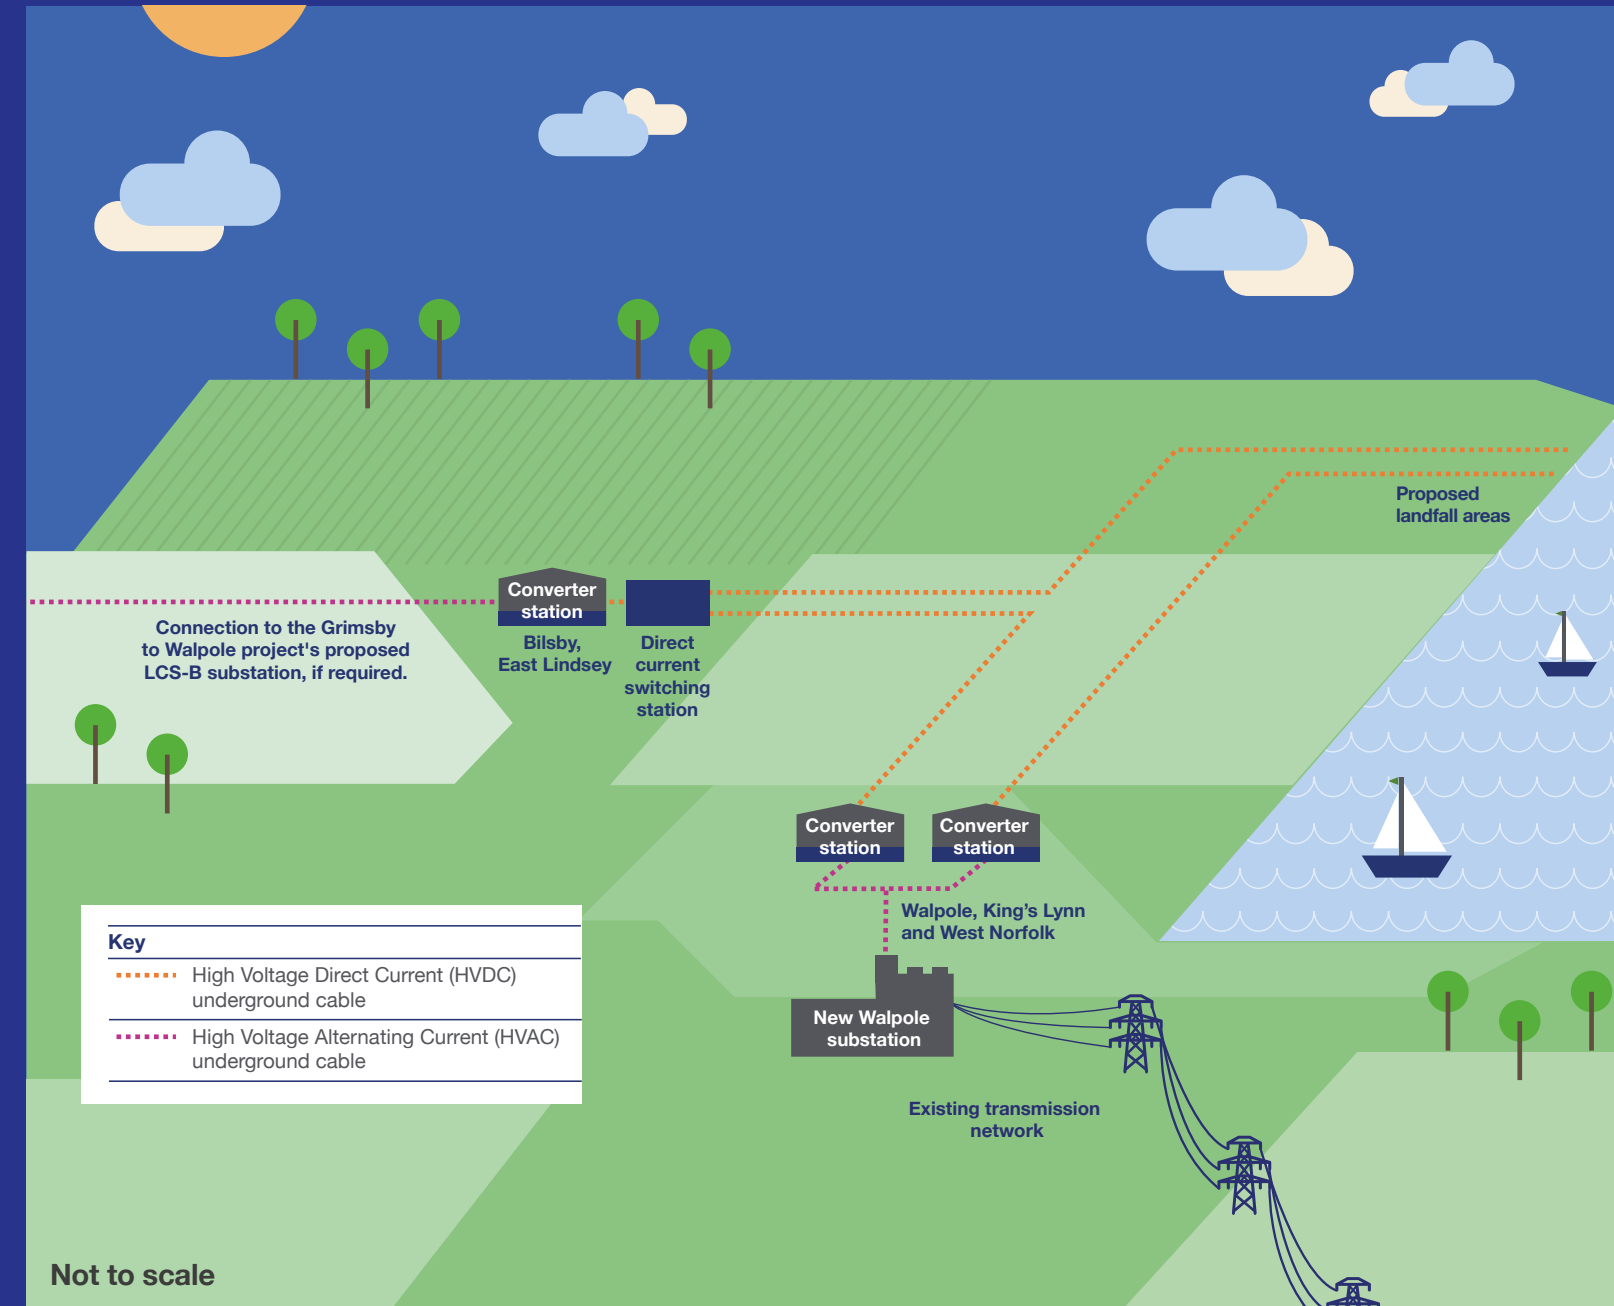 Proposed
landfall areas
Converter
station
Connection to the Grimsby
to Walpole project's proposed
LCS-B substation, if required.
Bilsby,
East Lindsey
Direct
current
switching
station
Converter
station
Converter
station
Walpole, King’s Lynn
and West Norfolk
Key
High Voltage Direct Current (HVDC)
underground cable
High Voltage Alternating Current (HVAC)
underground cable
New Walpole
substation
Existing transmission
network
Not to scale